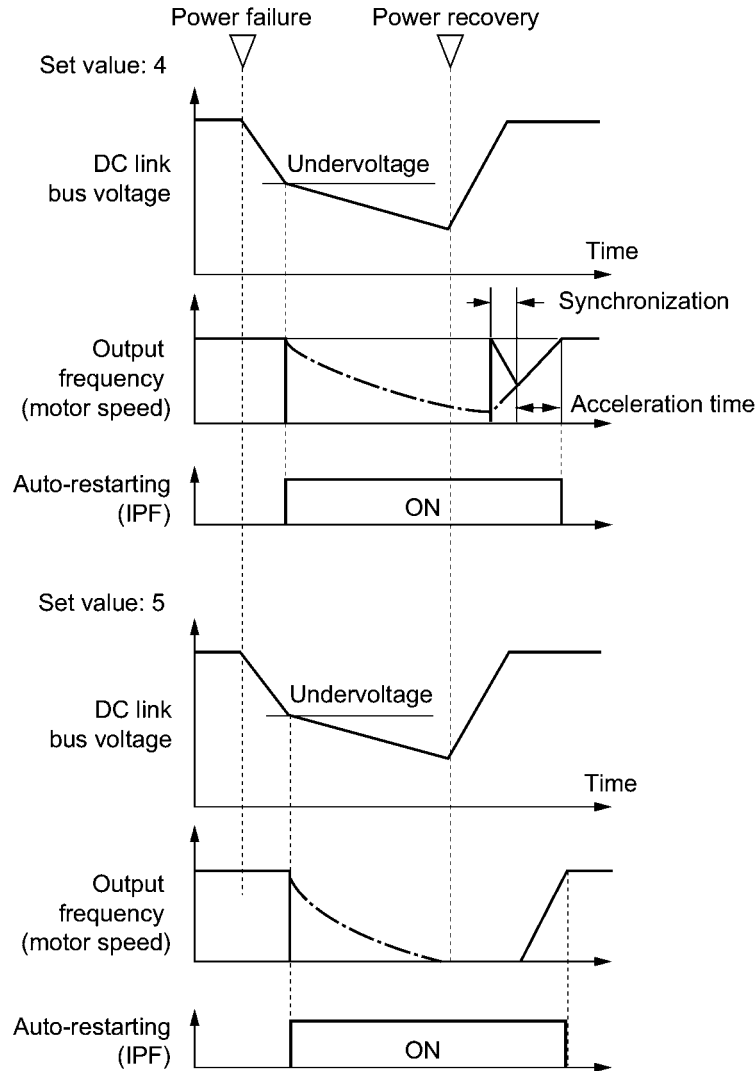 Power failure
Power recovery
Set value: 4
DC link
bus voltage
Undervoltage
Time
Synchronization
Output
frequency
(motor speed)
Acceleration time
Auto-restarting
(IPF)
ON
Set value: 5
DC link
bus voltage
Undervoltage
Time
Output
frequency
(motor speed)
Auto-restarting
(IPF)
ON